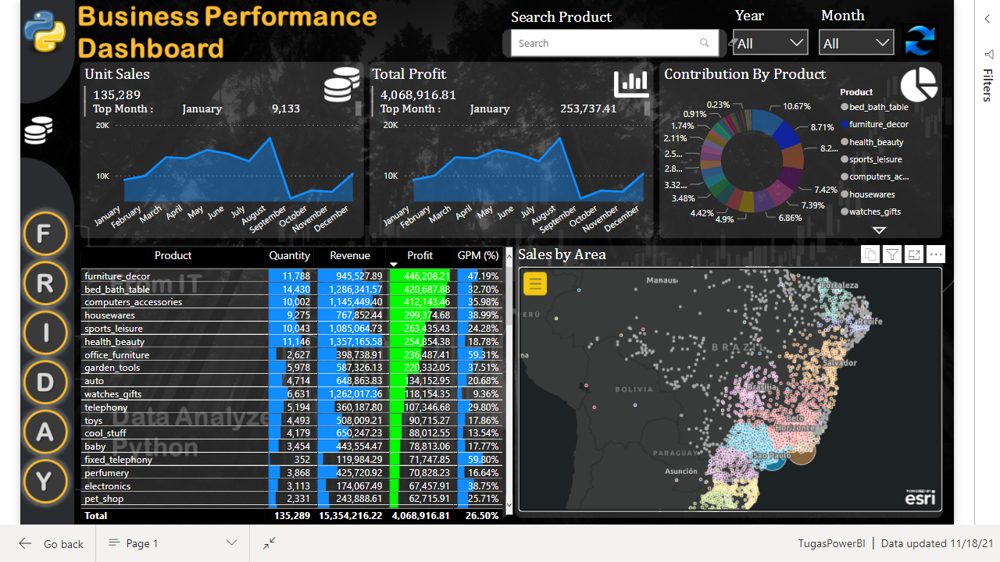 Business Performance
Dashboard
Search Product
Search
Year
All
Month
All
Filters
Unit Sales
135,289
Top Month : January 9,133
20K
10K
January
February
March
April
May
June
July
August
September
October
November
December
Total Profit
4,068,916.81
Top Month : January 253,737.41
20K
10K
January
February
March
April
May
June
July
August
September
October
November
December
Contribution By Product
0.23%
0.91%
1.74%
2.11%
2.5...
2.8...
3.32...
3.48%
4.42%
4.9%
6.86%
7.39%
7.42%
8.2...
8.71%
10.67%
Product
bed_bath_table
furniture_decor
health_beauty
sports_leisure
computers_ac...
housewares
watches_gifts
F
R
I
D
A
Y
Product Quantity Revenue Profit GPM (%)
furniture_decor 11,788 945,527.89 446,208.21 47.19%
bed_bath_table 14,430 1,286,341.57 420,687.88 32.70%
computers_accessories 10,002 1,145,449.40 412,143.46 35.98%
housewares 9,275 767,852.44 299,374.68 38.99%
sports_leisure 10,043 1,085,064.73 263,435.43 24.28%
health_beauty 11,146 1,357,165.58 254,854.38 18.78%
office_furniture 2,627 398,738.91 236,487.41 59.31%
garden_tools 5,978 587,326.13 220,332.05 37.51%
auto 4,714 648,863.83 134,152.95 20.68%
watches_gifts 6,631 1,262,017.36 118,154.35 9.36%
telephony 5,194 360,187.80 107,346.68 29.80%
toys 4,493 508,009.21 90,715.27 17.86%
cool_stuff 4,179 650,247.23 88,012.55 13.54%
baby 3,454 443,554.47 78,813.06 17.77%
fixed_telephony 352 119,984.29 71,747.85 59.80%
perfumery 3,868 425,720.92 70,828.23 16.64%
electronics 3,113 174,067.49 67,457.91 38.75%
pet_shop 2,331 243,888.61 62,715.91 25.71%
Total 135,289 15,354,216.22 4,068,916.81 26.50%
from IT
Data Analyze
Python
Sales by Area
Manaus
Fortaleza
Recife
BRAZIL
Salvador
Brasília
BOLIVIA
Belo
Horizonte
São Paulo
PARAGUAY
Asunción
POWERED BY
esri
Go back
Page 1
TugasPowerBI | Data updated 11/18/21